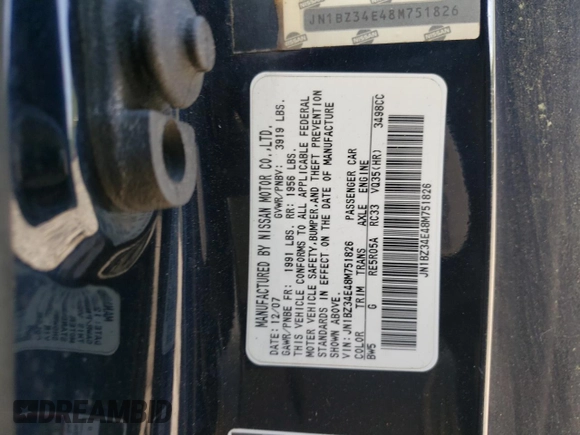 JN1BZ34E48M751826
MANUFACTURED BY NISSAN MOTOR CO.,LTD.
DATE: 12/07 GVWR/PNBV: 3919 LBS.
GAWR/PNBE FR: 1991 LBS. RR: 1956 LBS.
THIS VEHICLE CONFORMS TO ALL APPLICABLE FEDERAL
MOTOR VEHICLE SAFETY,BUMPER,AND THEFT PREVENTION
STANDARDS IN EFFECT ON THE DATE OF MANUFACTURE
SHOWN ABOVE.
VIN: JN1BZ34E48M751826 PASSENGER CAR
COLOR TRIM TRANS AXLE ENGINE
BW5 G RE5R05A RC33 VQ35(HR) 3498CC
JN1BZ34E48M751826
DREAMBID